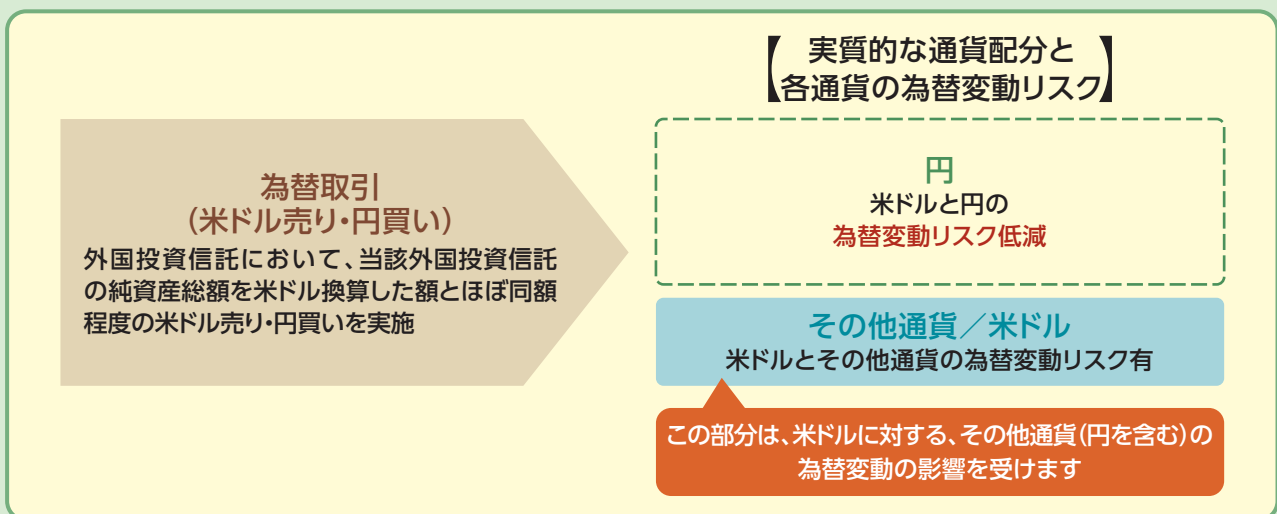 【実質的な通貨配分と
各通貨の為替変動リスク】
為替取引
（米ドル売り・円買い）
外国投資信託において、当該外国投資信託
の純資産総額を米ドル換算した額とほぼ同額
程度の米ドル売り・円買いを実施
円
米ドルと円の
為替変動リスク低減
その他通貨／米ドル
米ドルとその他通貨の為替変動リスク有
この部分は、米ドルに対する、その他通貨(円を含む)の
為替変動の影響を受けます